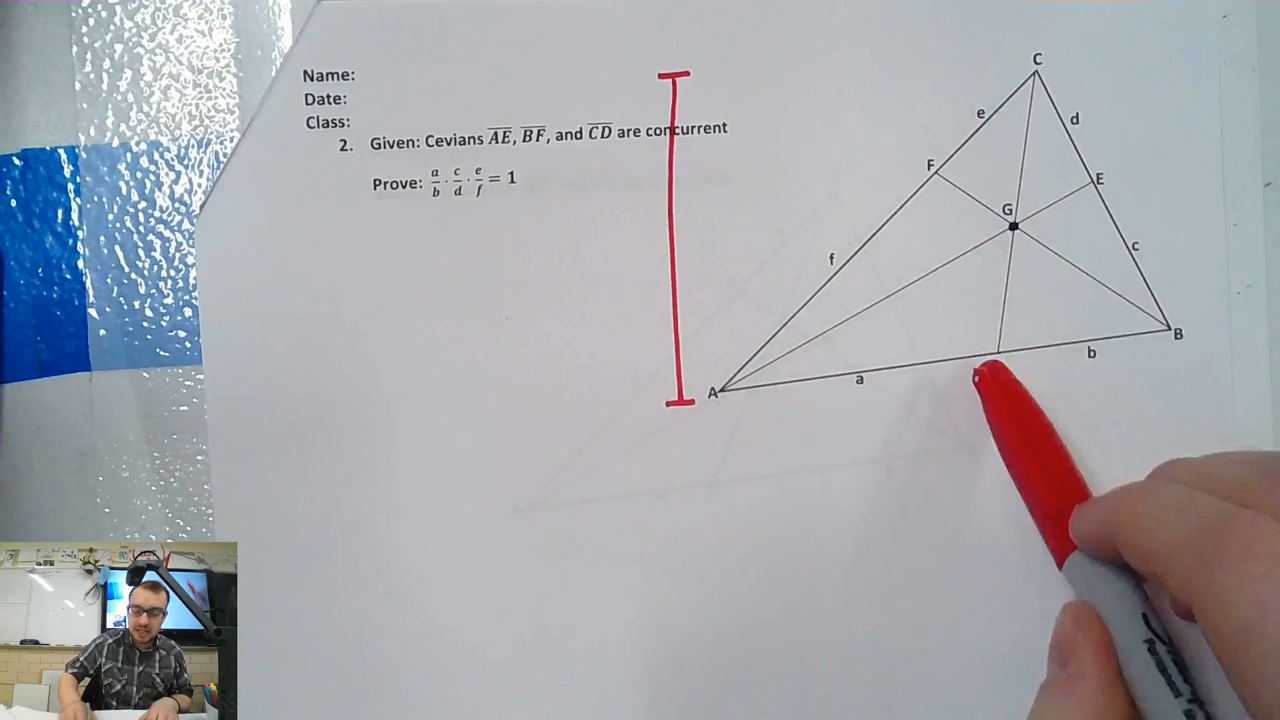 Name:
Date:
Class:
2. Given: Cevians AE, BF, and CD are concurrent
Prove: a/b · c/d · e/f = 1
C
e
d
F
E
G
f
c
B
b
a
A